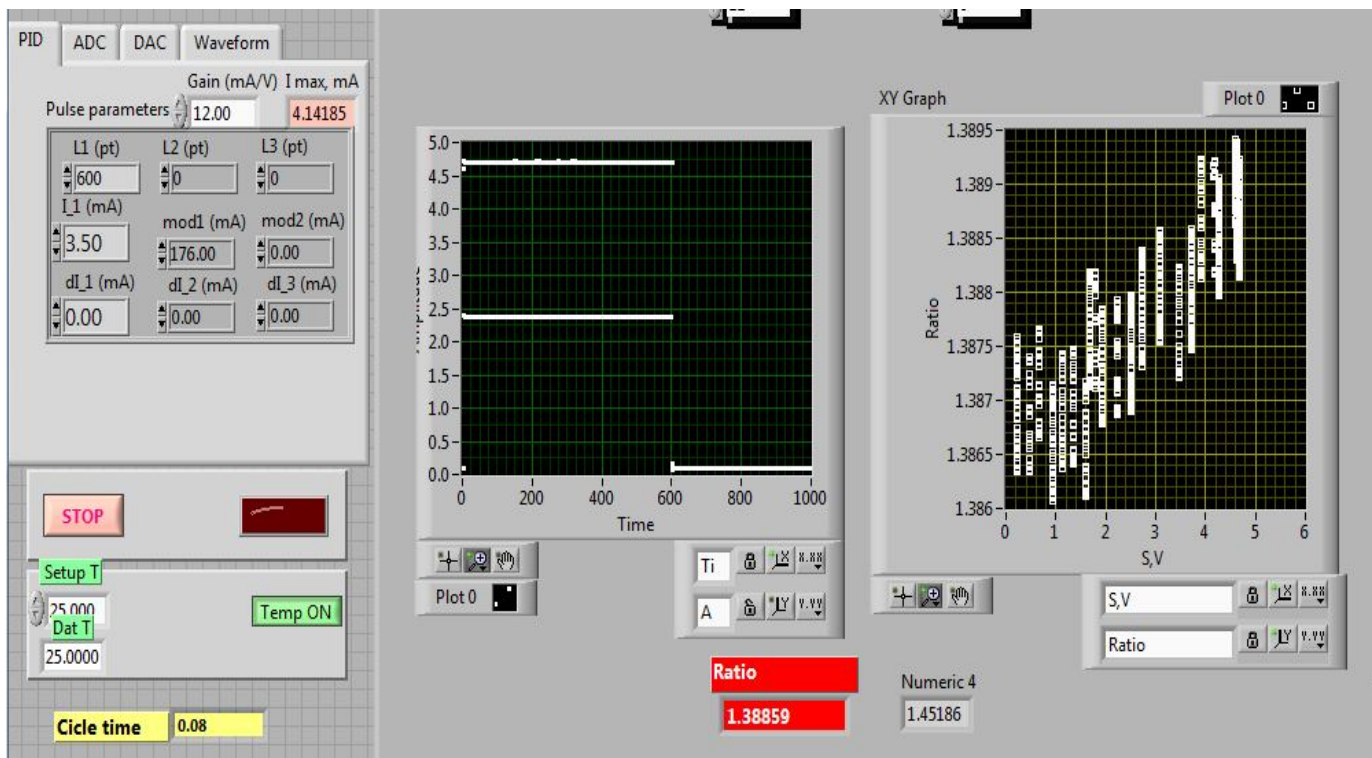 PID ADC DAC Waveform
Gain (mA/V) I max, mA
Pulse parameters 12.00 4.14185
L1 (pt) L2 (pt) L3 (pt)
600 0 0
I_1 (mA) mod1 (mA) mod2 (mA)
3.50 176.00 0.00
dI_1 (mA) dI_2 (mA) dI_3 (mA)
0.00 0.00 0.00
STOP
Setup T
25.000
Temp ON
Dat T
25.0000
Cicle time 0.08
5.0
4.5
4.0
3.5
3.0
2.5
2.0
1.5
1.0
0.5
0.0
Amplitude
0 200 400 600 800 1000
Time
Plot 0
Ti X.XX
A Y.YY
XY Graph Plot 0
1.3895
1.389
1.3885
1.388
1.3875
1.387
1.3865
1.386
Ratio
0 1 2 3 4 5 6
S,V
S,V X.XX
Ratio Y.YY
Ratio
1.38859
Numeric 4
1.45186